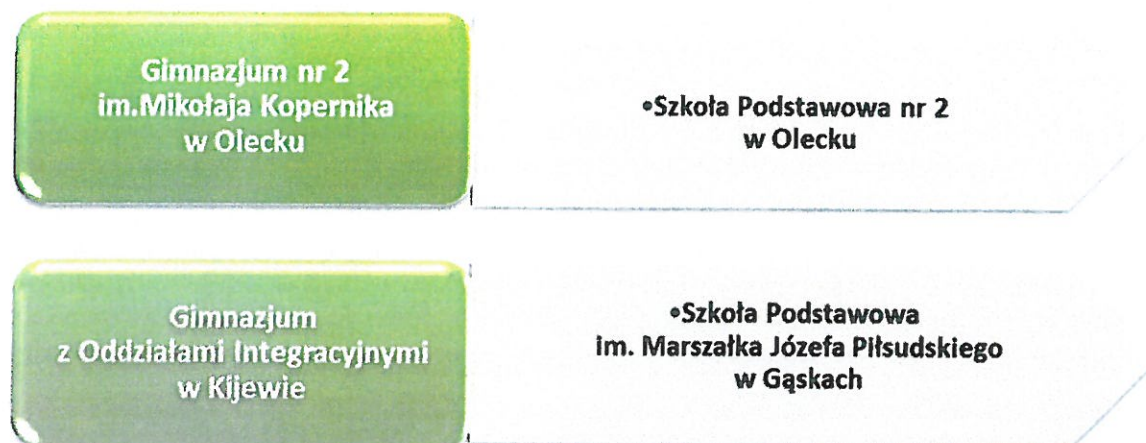 Gimnazjum nr 2
im.Mikołaja Kopernika
w Olecku
•Szkoła Podstawowa nr 2
w Olecku
Gimnazjum
z Oddziałami Integracyjnymi
w Kijewie
•Szkoła Podstawowa
im. Marszałka Józefa Piłsudskiego
w Gąskach